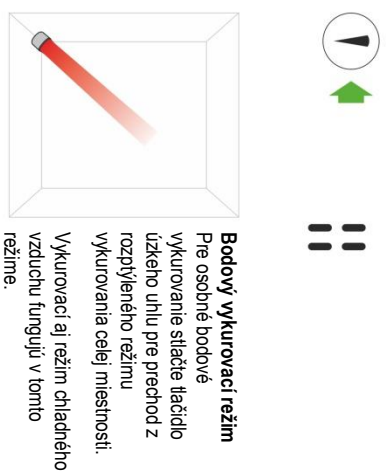 Bodový vykurovací režim
Pre osobné bodové
vykurovanie stlačte tlačidlo
úzkeho uhlu pre prechod z
rozptýleného režimu
vykurovania celej miestnosti.
Vykurovací aj režim chladného
vzduchu fungujú v tomto
režime.